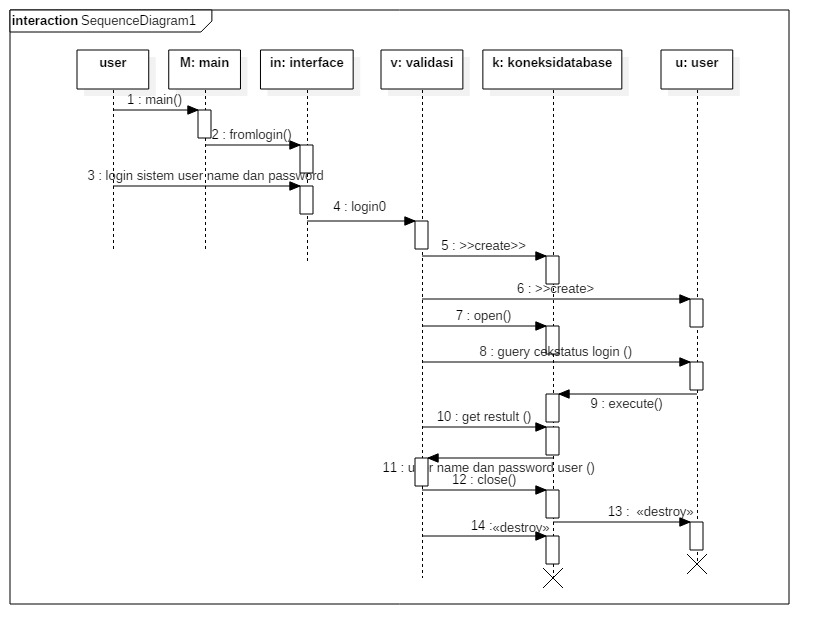 interaction SequenceDiagram1
user
M: main
in: interface
v: validasi
k: koneksidatabase
u: user
1 : main()
2 : fromlogin()
3 : login sistem user name dan password
4 : login0
5 : >>create>>
6 : >>create>
7 : open()
8 : guery cekstatus login ()
9 : execute()
10 : get restult ()
11 : user name dan password user ()
12 : close()
13 : «destroy»
14 : «destroy»